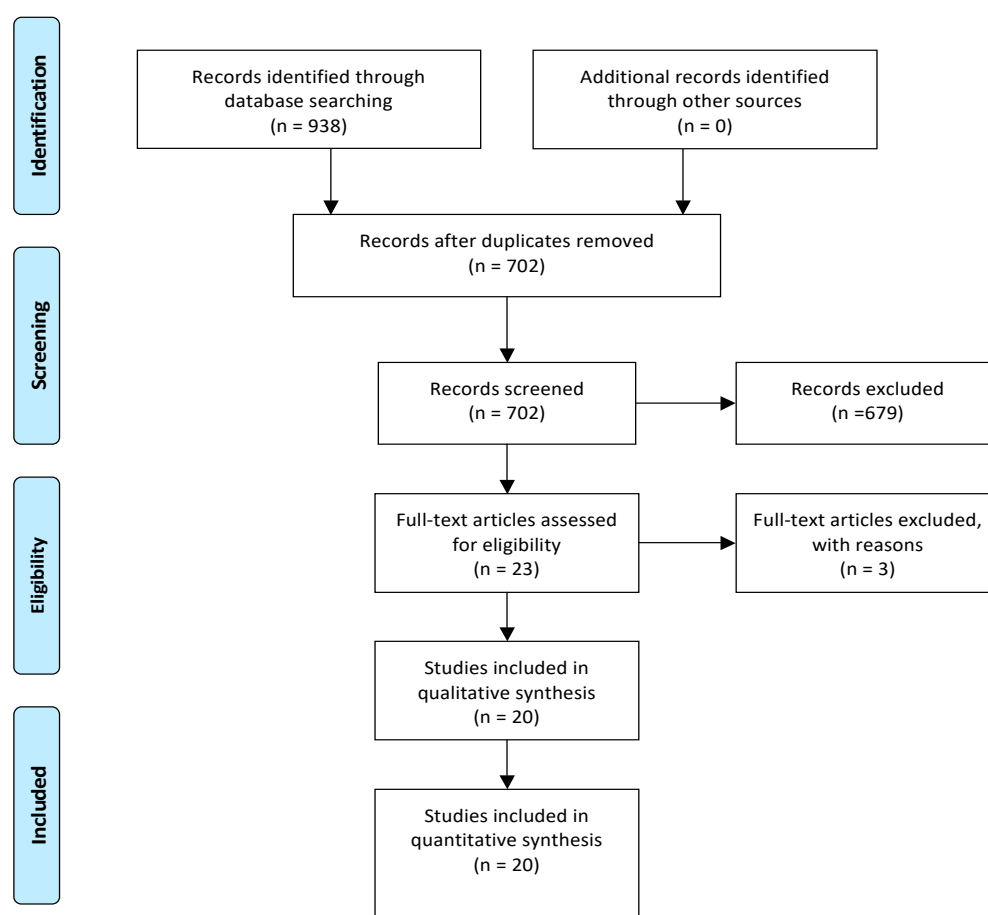 Identification
Records identified through
database searching
(n = 938)
Additional records identified
through other sources
(n = 0)
Records after duplicates removed
(n = 702)
Screening
Records screened
(n = 702)
Records excluded
(n =679)
Eligibility
Full-text articles assessed
for eligibility
(n = 23)
Full-text articles excluded,
with reasons
(n = 3)
Studies included in
qualitative synthesis
(n = 20)
Included
Studies included in
quantitative synthesis
(n = 20)